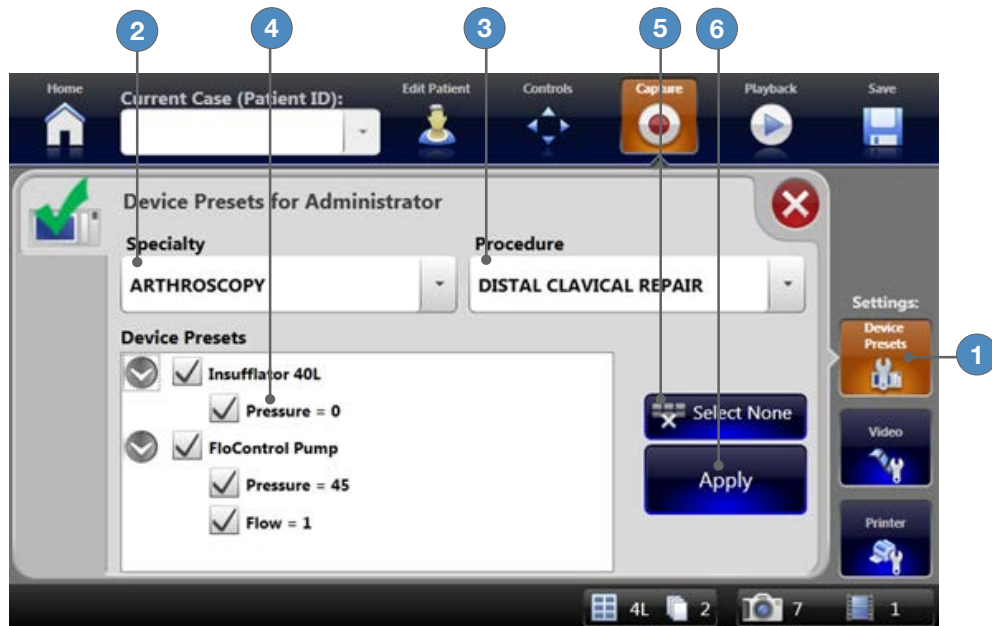 2 4 3 5 6
Home Current Case (Patient ID): Edit Patient Controls Capture Playback Save
Device Presets for Administrator
Specialty Procedure
ARTHROSCOPY DISTAL CLAVICAL REPAIR
Settings:
Device
Presets
1
Device Presets
Insufflator 40L
Pressure = 0
FloControl Pump
Pressure = 45
Flow = 1
Select None
Apply
Video
Printer
4L 2 7 1